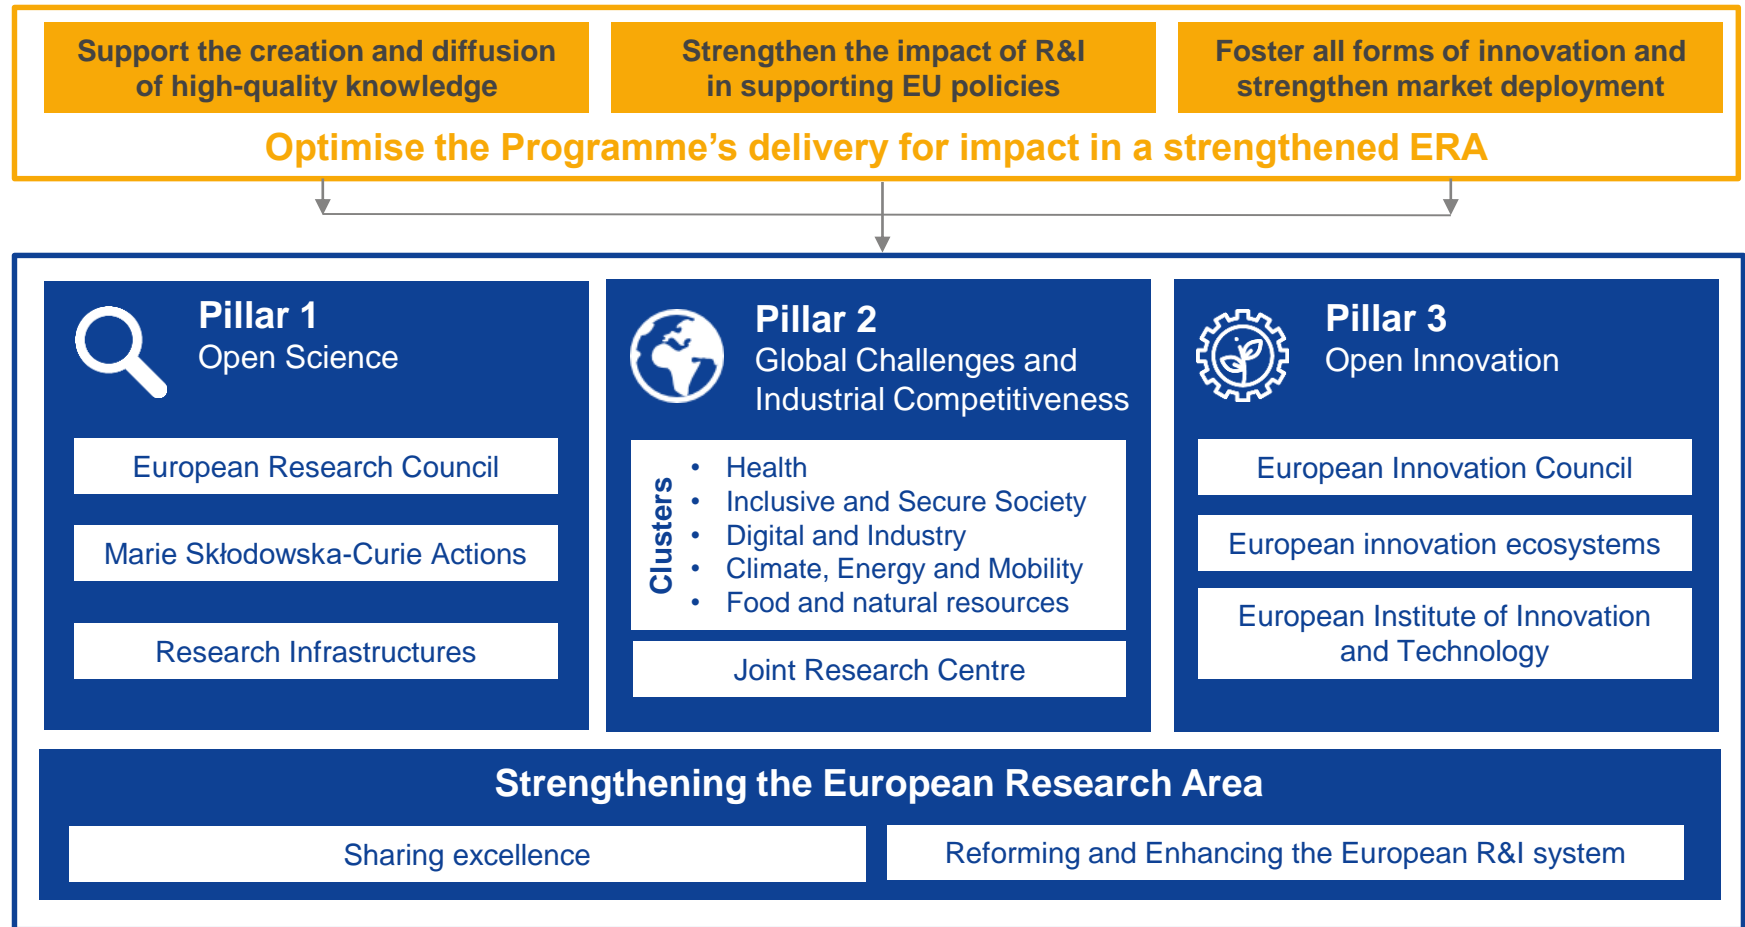 Support the creation and diffusion
of high-quality knowledge
Strengthen the impact of R&I
in supporting EU policies
Foster all forms of innovation and
strengthen market deployment
Optimise the Programme’s delivery for impact in a strengthened ERA
Pillar 1
Open Science
European Research Council
Marie Skłodowska-Curie Actions
Research Infrastructures
Pillar 2
Global Challenges and
Industrial Competitiveness
Clusters
• Health
• Inclusive and Secure Society
• Digital and Industry
• Climate, Energy and Mobility
• Food and natural resources
Joint Research Centre
Pillar 3
Open Innovation
European Innovation Council
European innovation ecosystems
European Institute of Innovation
and Technology
Strengthening the European Research Area
Sharing excellence
Reforming and Enhancing the European R&I system